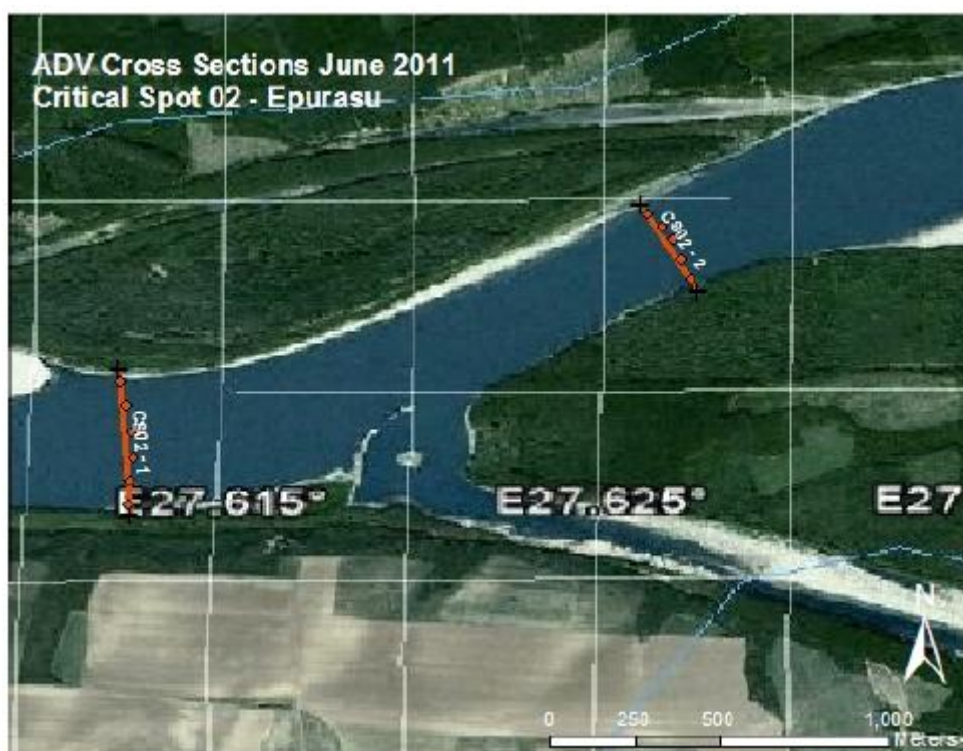 ADV Cross Sections June 2011
Critical Spot 02 - Epurasu
CS02 - 2
CS02 - 1
E27.615°
E27.625°
E27
N
0 250 500 1,000
Meters